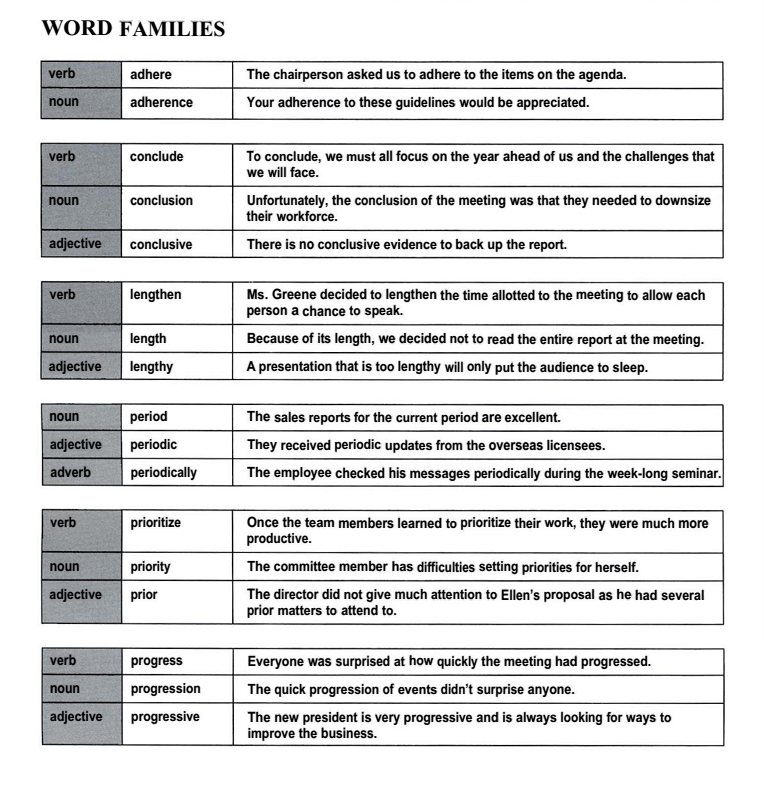 WORD FAMILIES
verb adhere The chairperson asked us to adhere to the items on the agenda.
noun adherence Your adherence to these guidelines would be appreciated.
verb conclude To conclude, we must all focus on the year ahead of us and the challenges that
we will face.
noun conclusion Unfortunately, the conclusion of the meeting was that they needed to downsize
their workforce.
adjective conclusive There is no conclusive evidence to back up the report.
verb lengthen Ms. Greene decided to lengthen the time allotted to the meeting to allow each
person a chance to speak.
noun length Because of its length, we decided not to read the entire report at the meeting.
adjective lengthy A presentation that is too lengthy will only put the audience to sleep.
noun period The sales reports for the current period are excellent.
adjective periodic They received periodic updates from the overseas licensees.
adverb periodically The employee checked his messages periodically during the week-long seminar.
verb prioritize Once the team members learned to prioritize their work, they were much more
productive.
noun priority The committee member has difficulties setting priorities for herself.
adjective prior The director did not give much attention to Ellen's proposal as he had several
prior matters to attend to.
verb progress Everyone was surprised at how quickly the meeting had progressed.
noun progression The quick progression of events didn't surprise anyone.
adjective progressive The new president is very progressive and is always looking for ways to
improve the business.